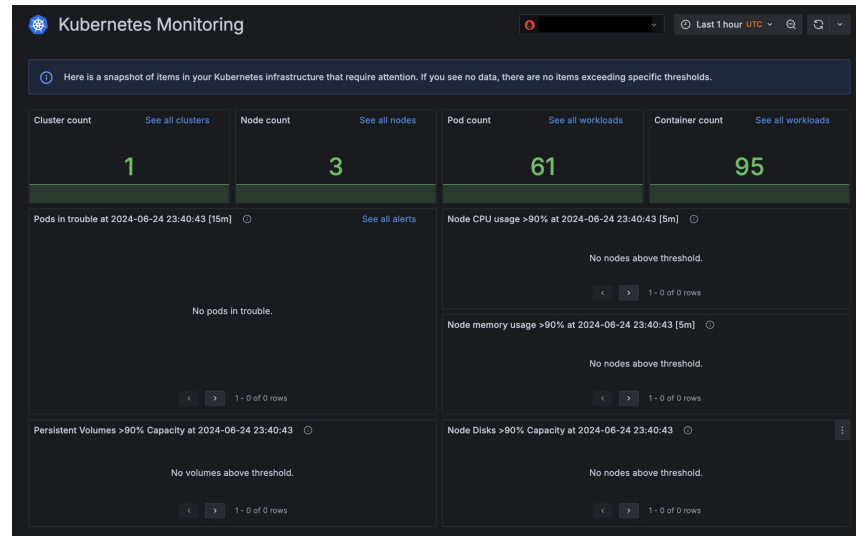 Kubernetes Monitoring
Last 1 hour UTC
Here is a snapshot of items in your Kubernetes infrastructure that require attention. If you see no data, there are no items exceeding specific thresholds.
Cluster count See all clusters
1
Node count See all nodes
3
Pod count See all workloads
61
Container count See all workloads
95
Pods in trouble at 2024-06-24 23:40:43 [15m] See all alerts
No pods in trouble.
1 - 0 of 0 rows
Node CPU usage >90% at 2024-06-24 23:40:43 [5m]
No nodes above threshold.
1 - 0 of 0 rows
Node memory usage >90% at 2024-06-24 23:40:43 [5m]
No nodes above threshold.
1 - 0 of 0 rows
Persistent Volumes >90% Capacity at 2024-06-24 23:40:43
No volumes above threshold.
1 - 0 of 0 rows
Node Disks >90% Capacity at 2024-06-24 23:40:43
No nodes above threshold.
1 - 0 of 0 rows